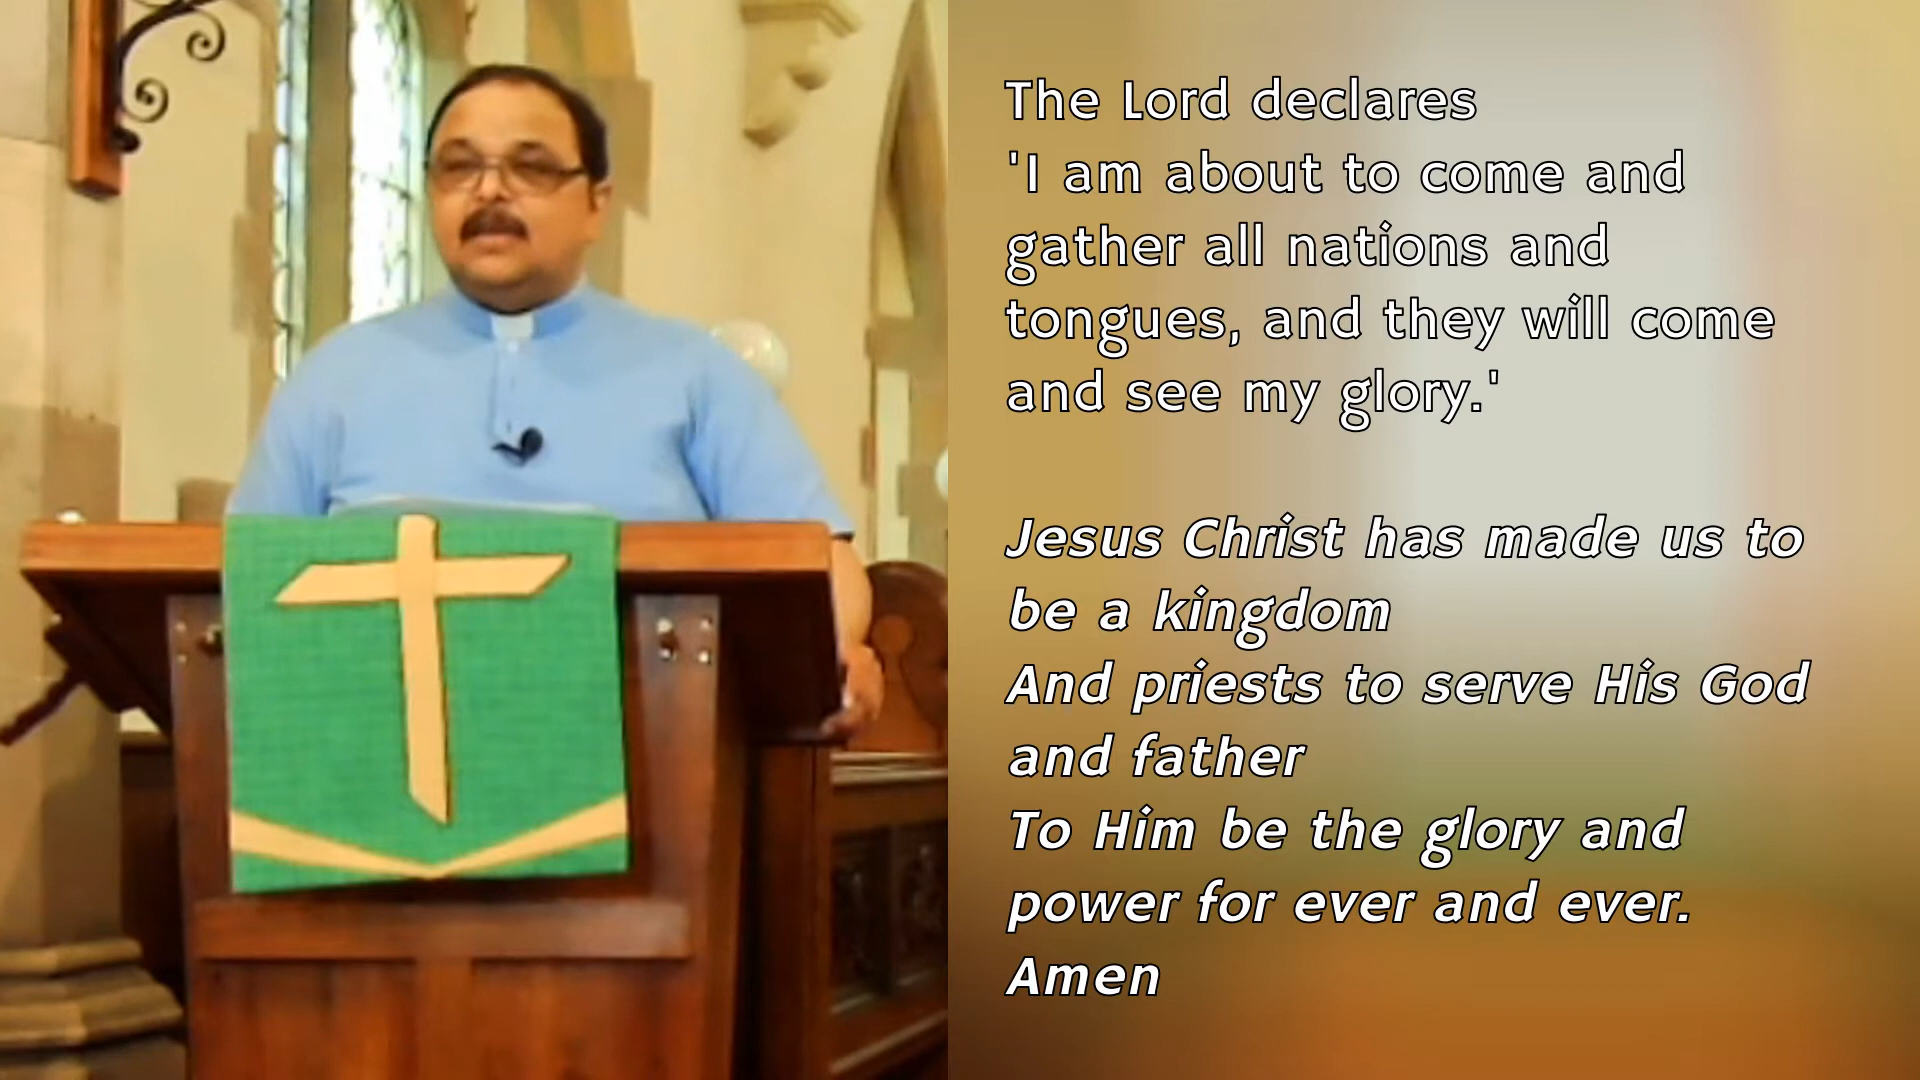 The Lord declares
'I am about to come and
gather all nations and
tongues, and they will come
and see my glory.'
Jesus Christ has made us to
be a kingdom
And priests to serve His God
and father
To Him be the glory and
power for ever and ever.
Amen